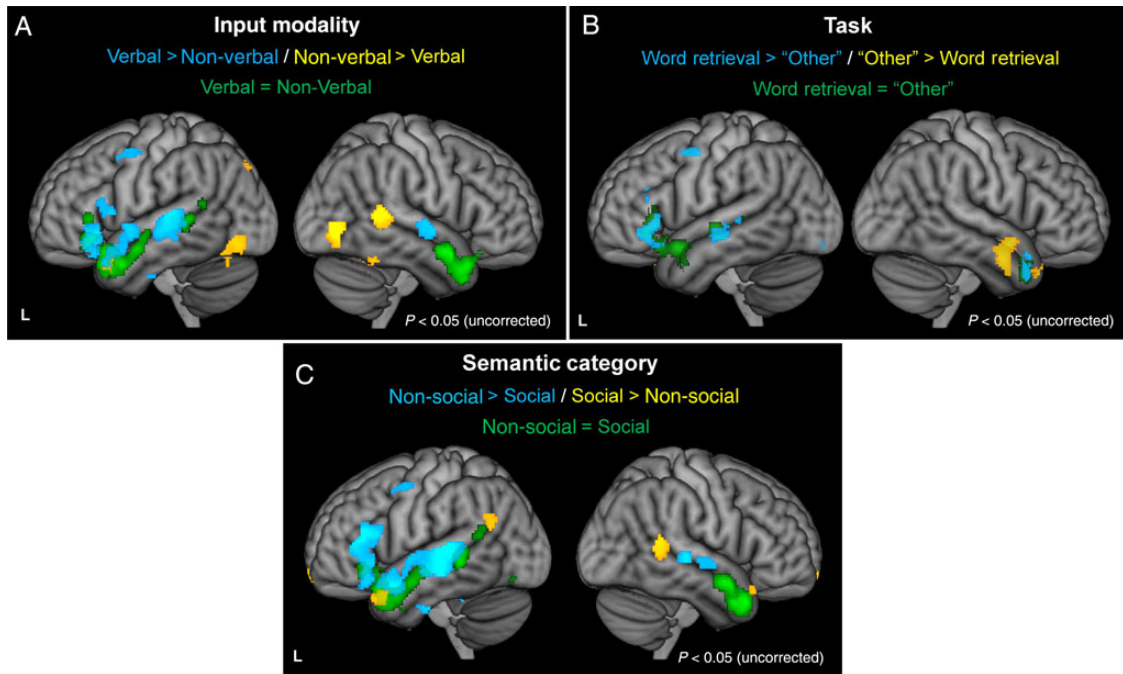 A
Input modality
Verbal > Non-verbal / Non-verbal > Verbal
Verbal = Non-Verbal
L
P < 0.05 (uncorrected)
B
Task
Word retrieval > “Other” / “Other” > Word retrieval
Word retrieval = “Other”
L
P < 0.05 (uncorrected)
C
Semantic category
Non-social > Social / Social > Non-social
Non-social = Social
L
P < 0.05 (uncorrected)